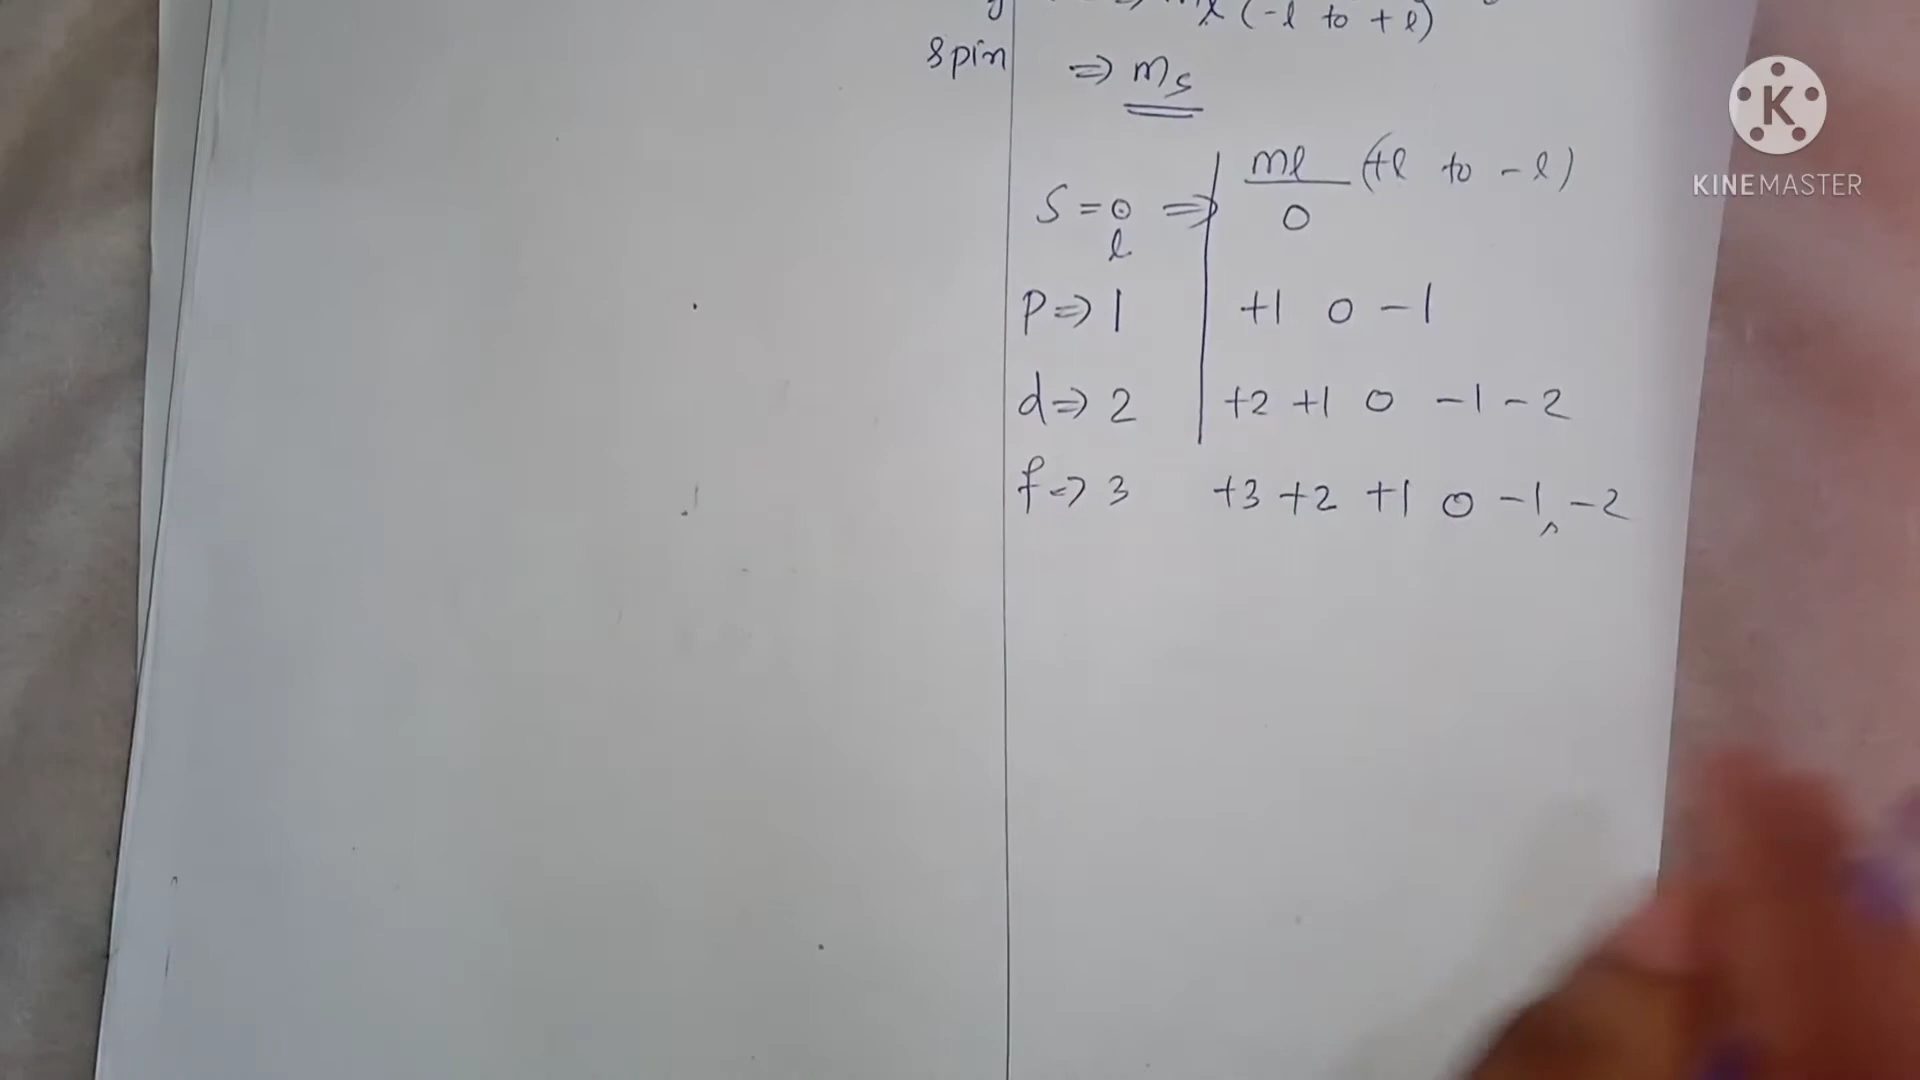 ⇒ ml (-l to +l)
spin ⇒ ms
ml (+l to -l)
S = 0 ⇒ 0
l
P ⇒ 1 +1 0 -1
d ⇒ 2 +2 +1 0 -1 -2
f ⇒ 3 +3 +2 +1 0 -1, -2
K
KINEMASTER